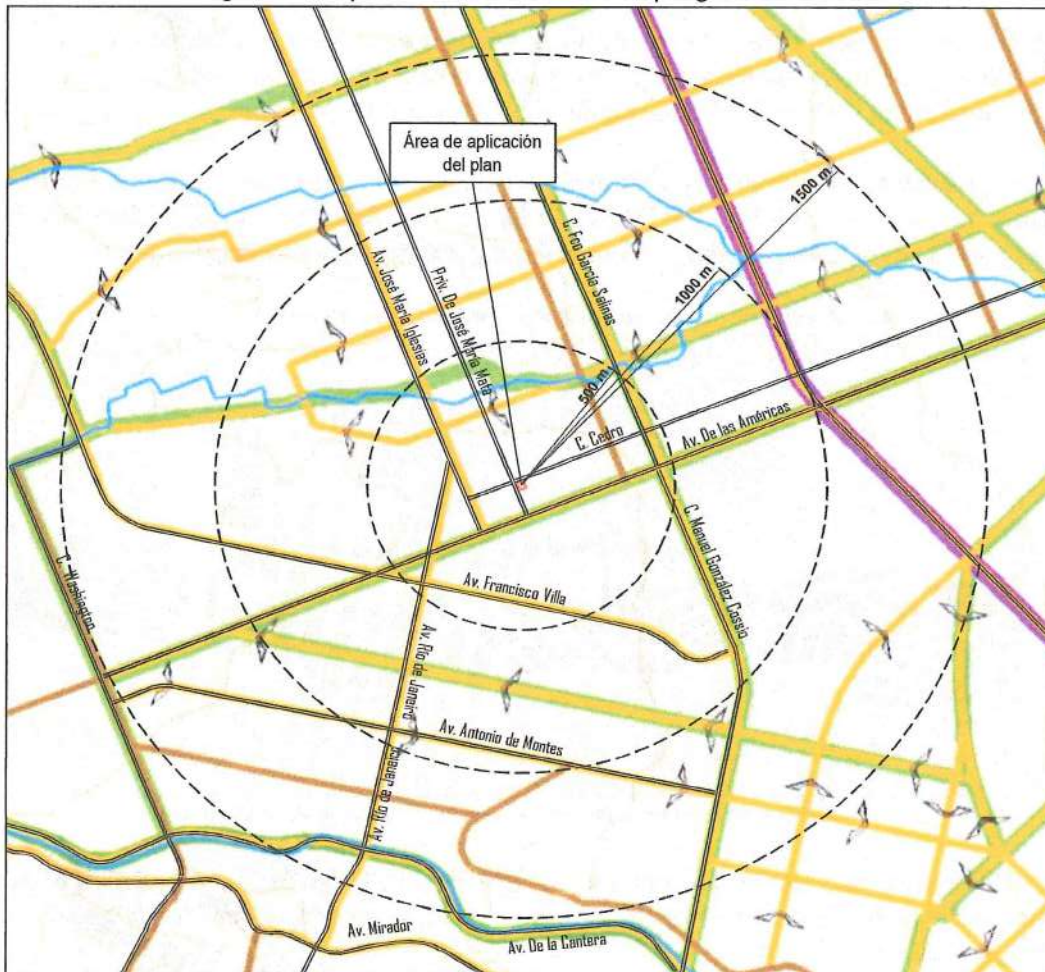 Área de aplicación
del plan
1500 m
1000 m
500 m
C. Fco García Salinas
Av. José María Iglesias
Priv. De José María Mata
C. Cedro
Av. De las Américas
C. Manuel González Cossio
C. Washington
Av. Francisco Villa
Av. Río de Janeiro
Av. Antonio de Montes
Av. Río de Janeiro
Av. Mirador
Av. De la Cantera